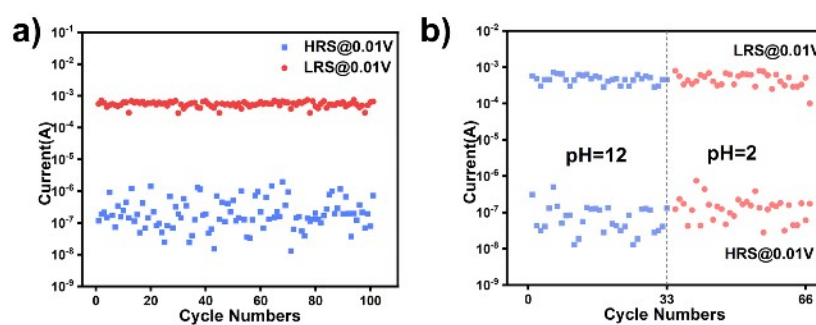 a)
HRS@0.01V
LRS@0.01V
10-1
10-2
10-3
10-4
10-5
10-6
10-7
10-8
10-9
Current(A)
0 20 40 60 80 100
Cycle Numbers
b)
LRS@0.01V
pH=12 pH=2
HRS@0.01V
10-2
10-3
10-4
10-5
10-6
10-7
10-8
10-9
Current(A)
0 33 66
Cycle Numbers